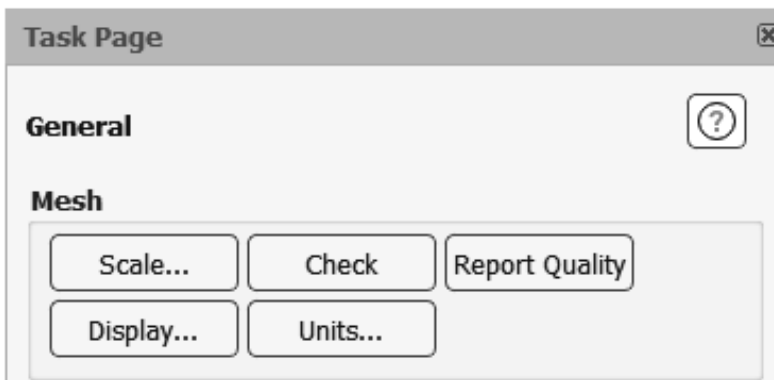 Task Page
General
?
Mesh
Scale... Check Report Quality
Display... Units...